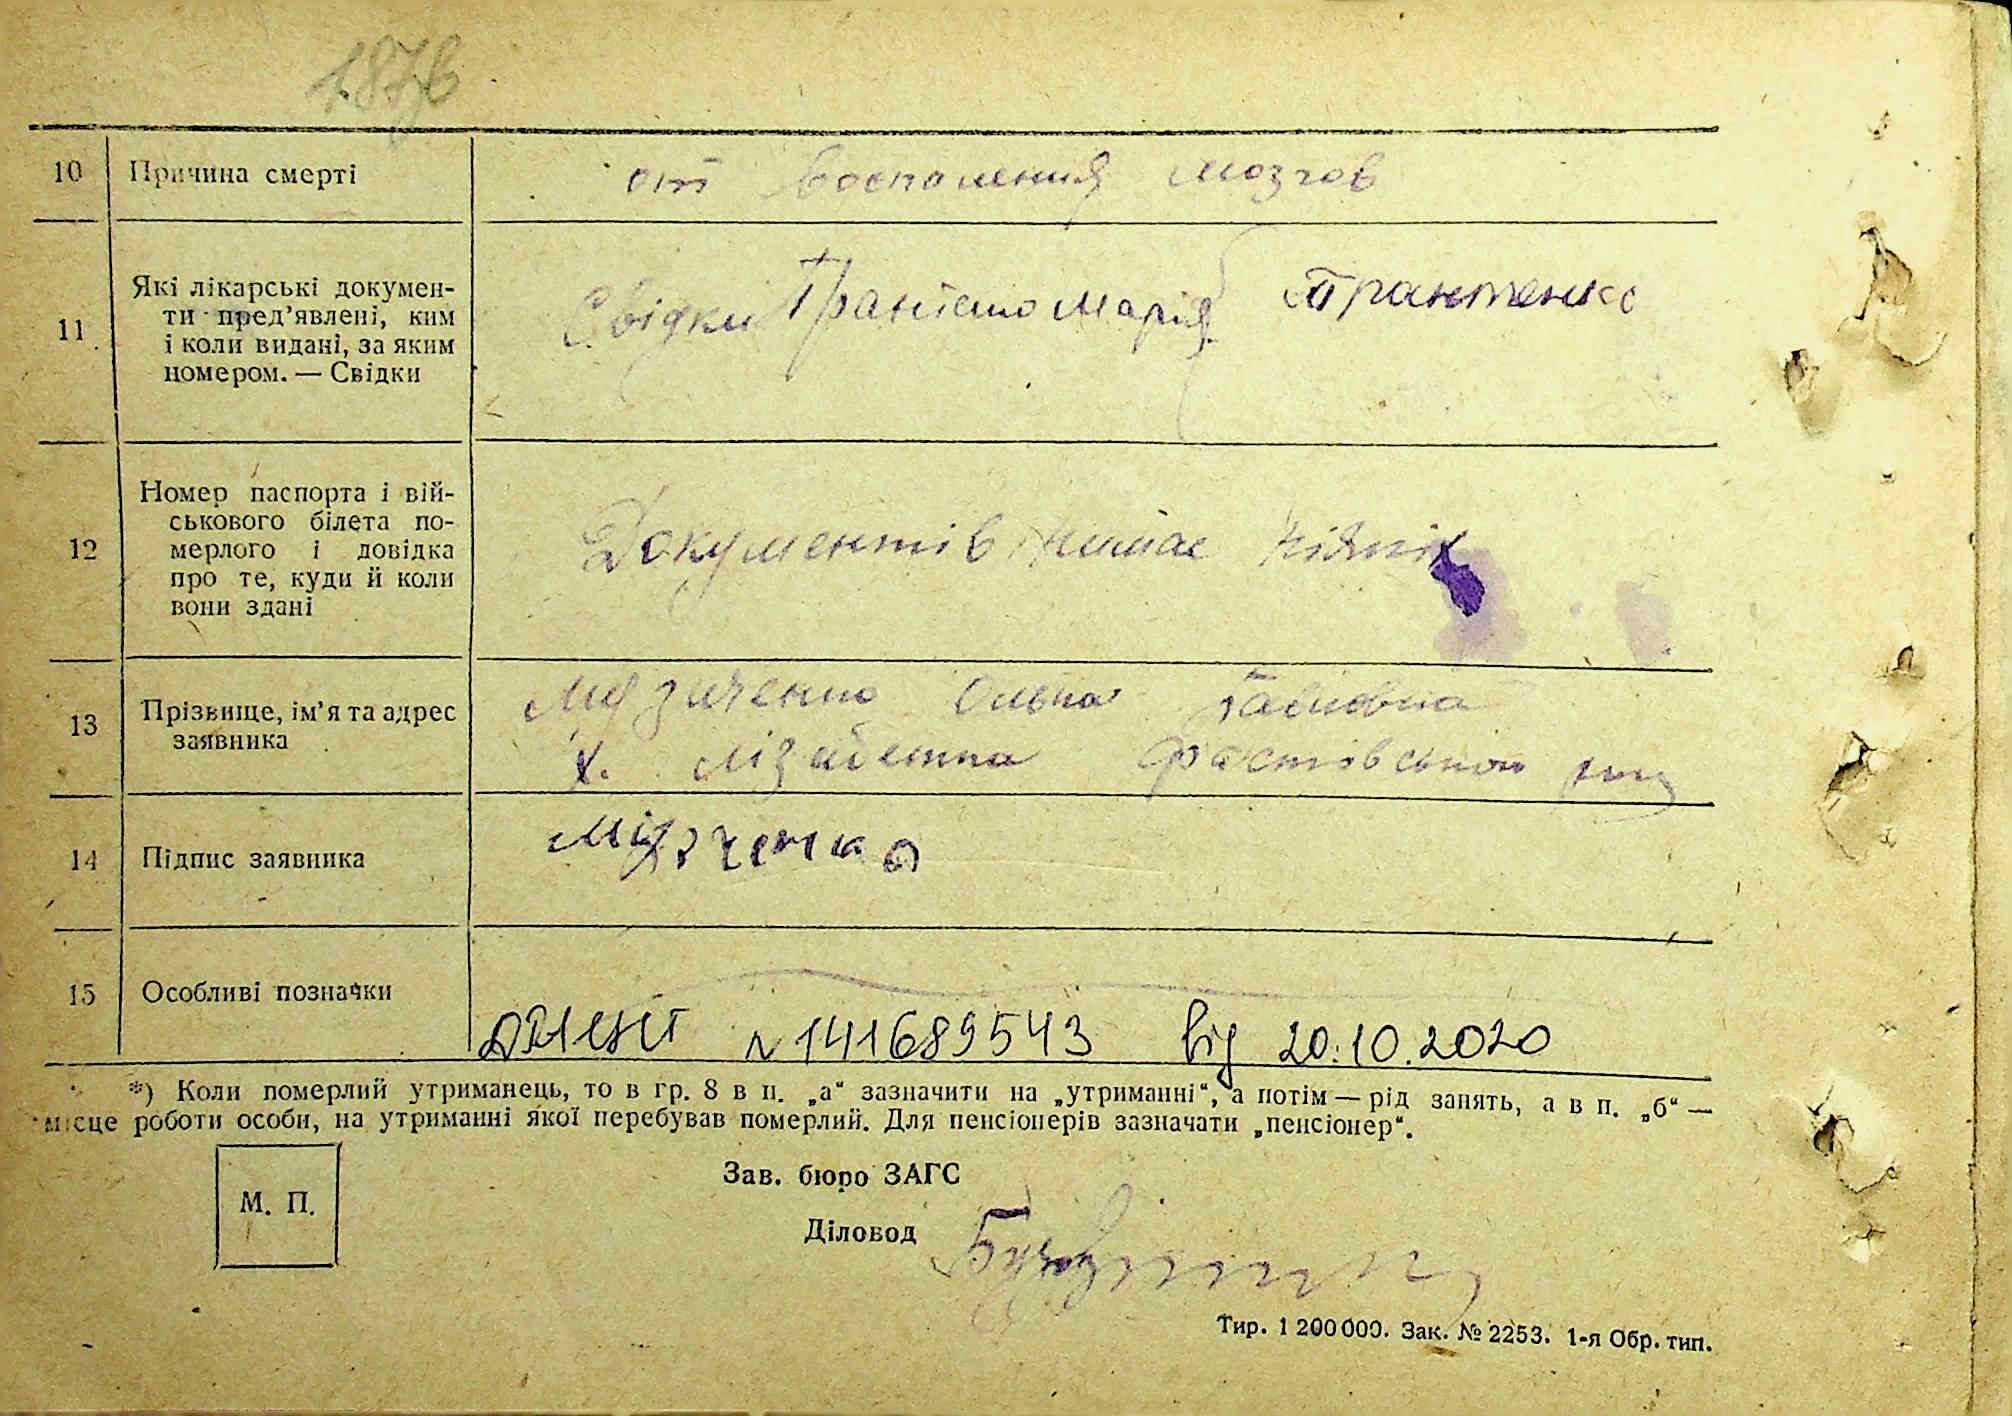 1876
10 Причина смерті от воспаления мозгов
11 Які лікарські докумен-
ти пред’явлені, ким
і коли видані, за яким
номером. — Свідки
Свідки Марія
12 Номер паспорта і вій-
ськового білета по-
мерлого і довідка
про те, куди й коли
вони здані
Документів немає
13 Прізвище, ім’я та адрес
заявника
Ольга
х. Фастівського
14 Підпис заявника
15 Особливі позначки
№141689543 від 20.10.2020
*) Коли померлий утриманець, то в гр. 8 в п. „а“ зазначити на „утриманні“, а потім — рід занять, а в п. „б“ —
місце роботи особи, на утриманні якої перебував померлий. Для пенсіонерів зазначати „пенсіонер“.
М. П.
Зав. бюро ЗАГС
Діловод
Тир. 1 200 000. Зак. № 2253. 1-я Обр. тип.